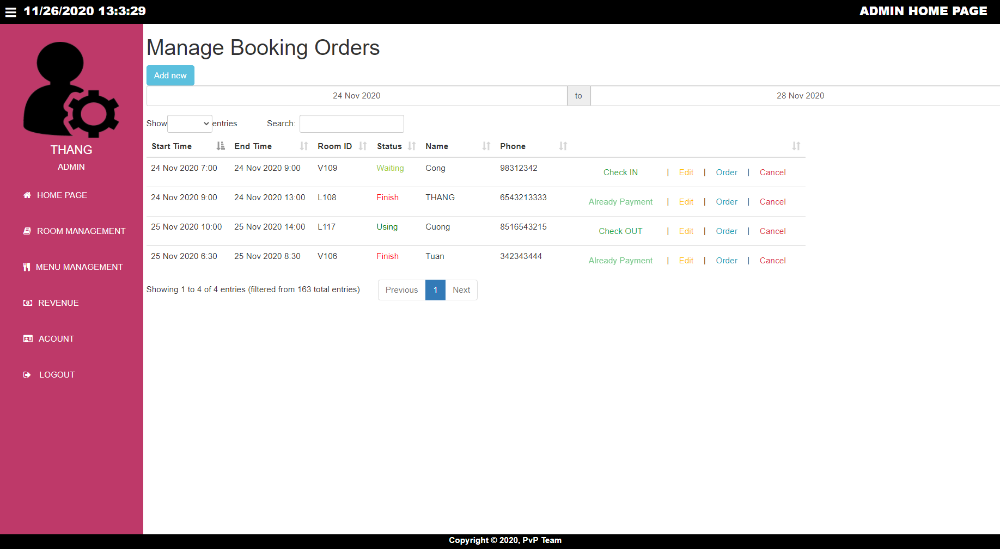 11/26/2020 13:3:29 ADMIN HOME PAGE
THANG
ADMIN
HOME PAGE
ROOM MANAGEMENT
MENU MANAGEMENT
REVENUE
ACOUNT
LOGOUT
Manage Booking Orders
Add new
24 Nov 2020 to 28 Nov 2020
Show entries Search:
Start Time End Time Room ID Status Name Phone
24 Nov 2020 7:00 24 Nov 2020 9:00 V109 Waiting Cong 98312342 Check IN | Edit | Order | Cancel
24 Nov 2020 9:00 24 Nov 2020 13:00 L108 Finish THANG 6543213333 Already Payment | Edit | Order | Cancel
25 Nov 2020 10:00 25 Nov 2020 14:00 L117 Using Cuong 8516543215 Check OUT | Edit | Order | Cancel
25 Nov 2020 6:30 25 Nov 2020 8:30 V106 Finish Tuan 342343444 Already Payment | Edit | Order | Cancel
Showing 1 to 4 of 4 entries (filtered from 163 total entries) Previous 1 Next
Copyright © 2020, PvP Team